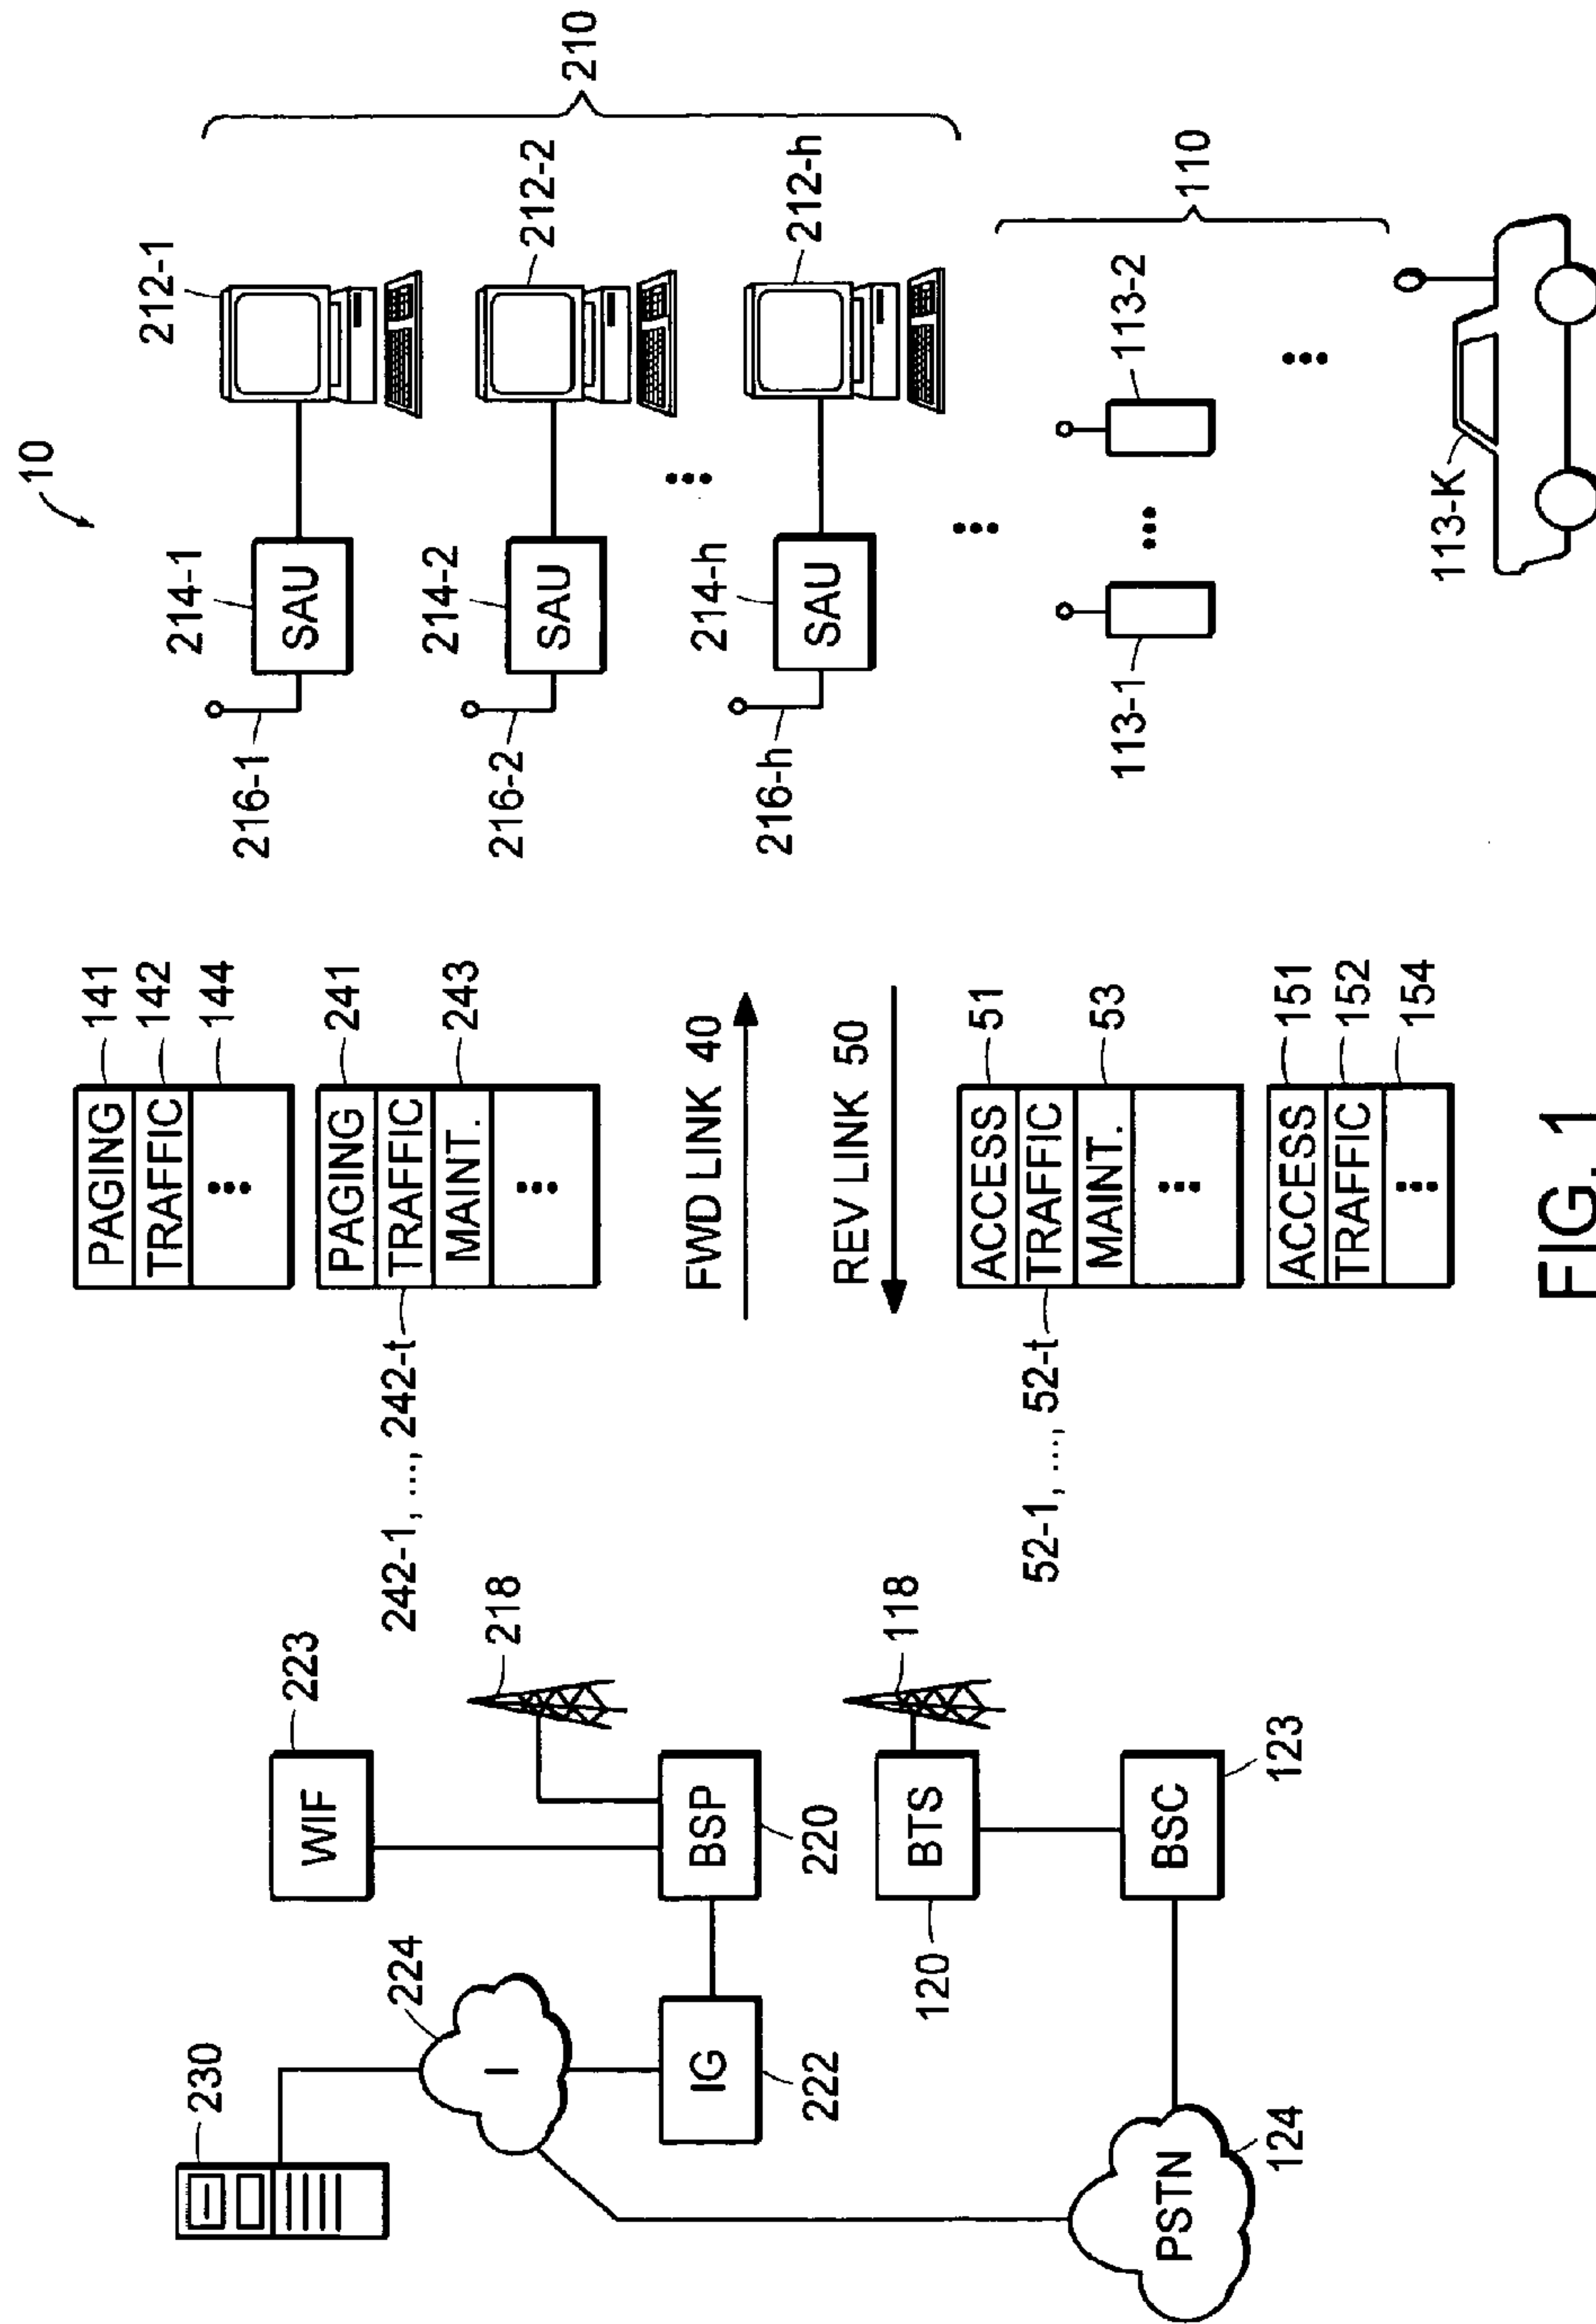 10
230
224
I
IG
222
PSTN
124
WIF
223
BSP
220
218
BTS
120
118
BSC
123
PAGING
141
TRAFFIC
142
144
PAGING
241
TRAFFIC
242-1, ..., 242-t
MAINT.
243
FWD LINK 40
REV LINK 50
ACCESS
51
TRAFFIC
52-1, ..., 52-t
MAINT.
53
ACCESS
151
TRAFFIC
152
154
216-1
214-1
SAU
212-1
216-2
214-2
SAU
212-2
216-h
214-h
SAU
212-h
210
113-1
113-2
110
113-K
FIG. 1